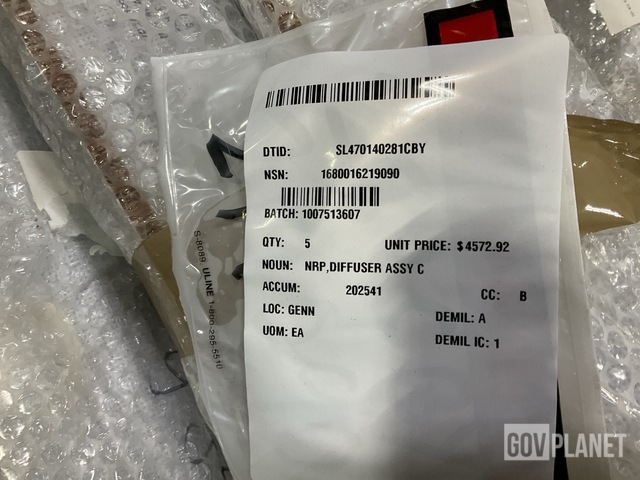 DTID: SL470140281CBY
NSN: 1680016219090
BATCH: 1007513607
QTY: 5 UNIT PRICE: $4572.92
NOUN: NRP,DIFFUSER ASSY C
ACCUM: 202541 CC: B
LOC: GENN DEMIL: A
UOM: EA DEMIL IC: 1
S-8089 ULINE 1-800-295-5510
GOVPLANET